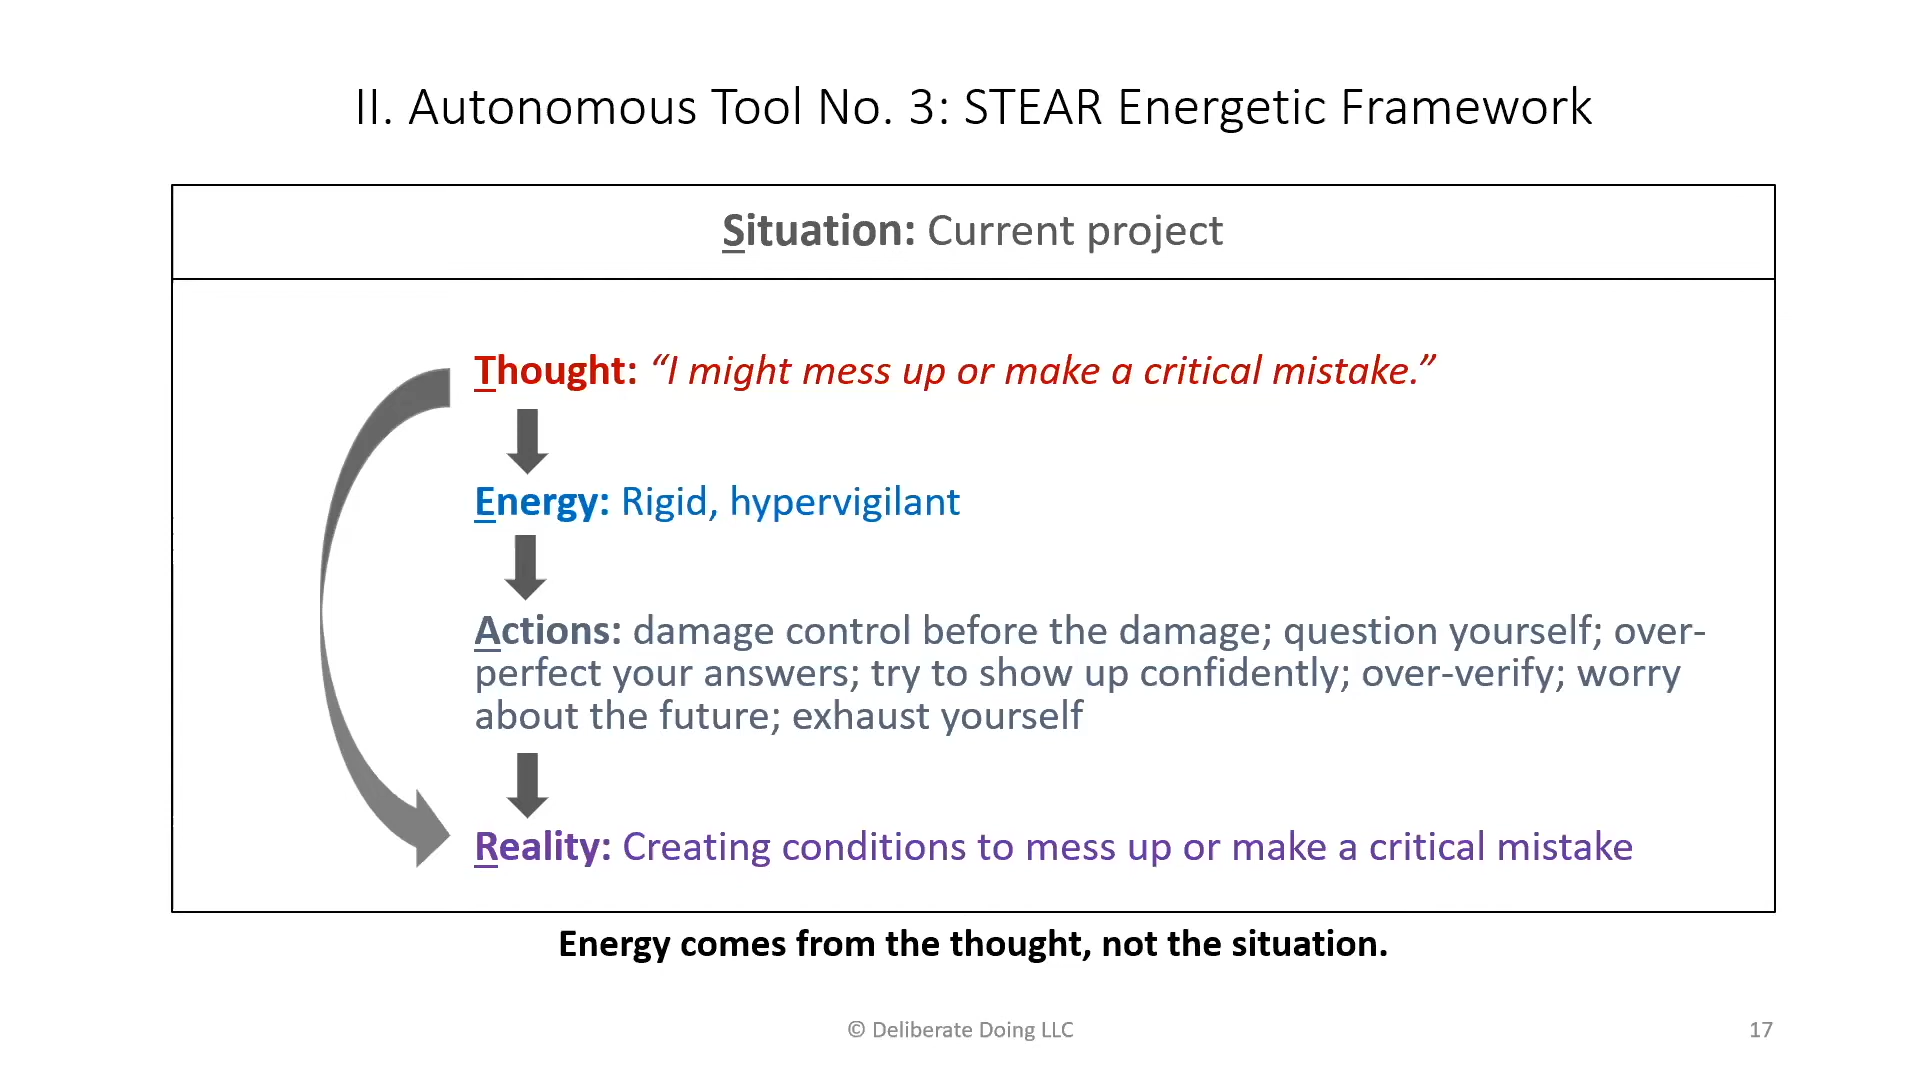 II. Autonomous Tool No. 3: STEAR Energetic Framework
Situation: Current project
Thought: “I might mess up or make a critical mistake.”
Energy: Rigid, hypervigilant
Actions: damage control before the damage; question yourself; over-
perfect your answers; try to show up confidently; over-verify; worry
about the future; exhaust yourself
Reality: Creating conditions to mess up or make a critical mistake
Energy comes from the thought, not the situation.
© Deliberate Doing LLC
17